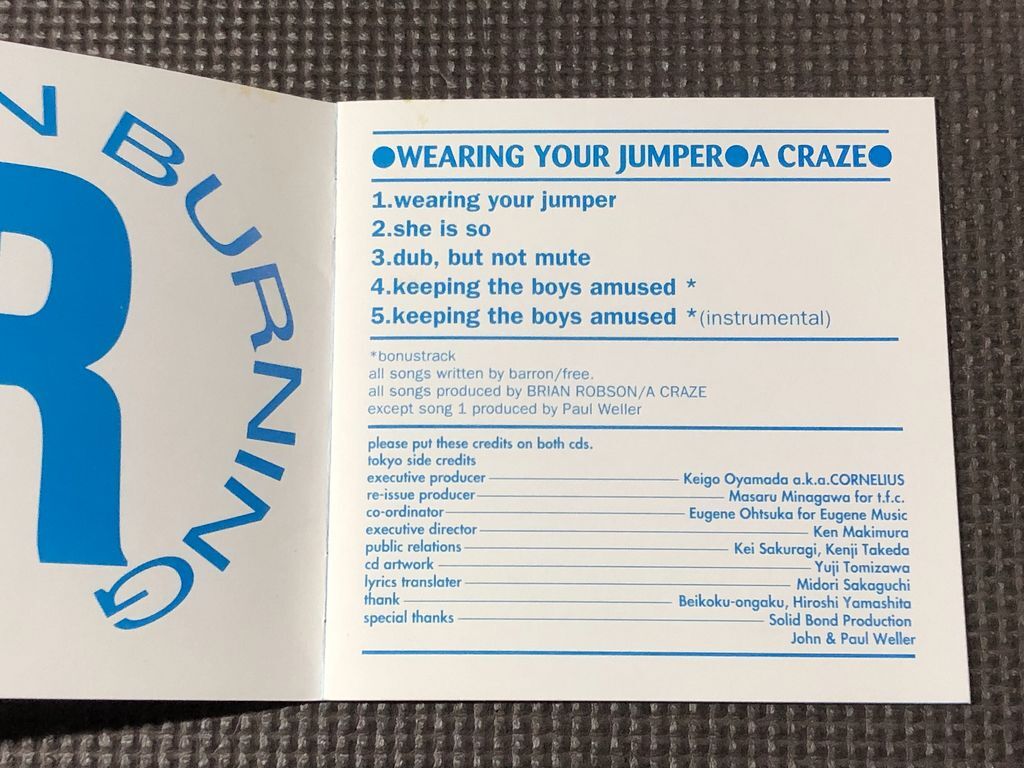 N BURNING
R
●WEARING YOUR JUMPER●A CRAZE●
1.wearing your jumper
2.she is so
3.dub, but not mute
4.keeping the boys amused *
5.keeping the boys amused *(instrumental)
*bonustrack
all songs written by barron/free.
all songs produced by BRIAN ROBSON/A CRAZE
except song 1 produced by Paul Weller
please put these credits on both cds.
tokyo side credits
executive producer Keigo Oyamada a.k.a.CORNELIUS
re-issue producer Masaru Minagawa for t.f.c.
co-ordinator Eugene Ohtsuka for Eugene Music
executive director Ken Makimura
public relations Kei Sakuragi, Kenji Takeda
cd artwork Yuji Tomizawa
lyrics translater Midori Sakaguchi
thank Beikoku-ongaku, Hiroshi Yamashita
special thanks Solid Bond Production
John & Paul Weller